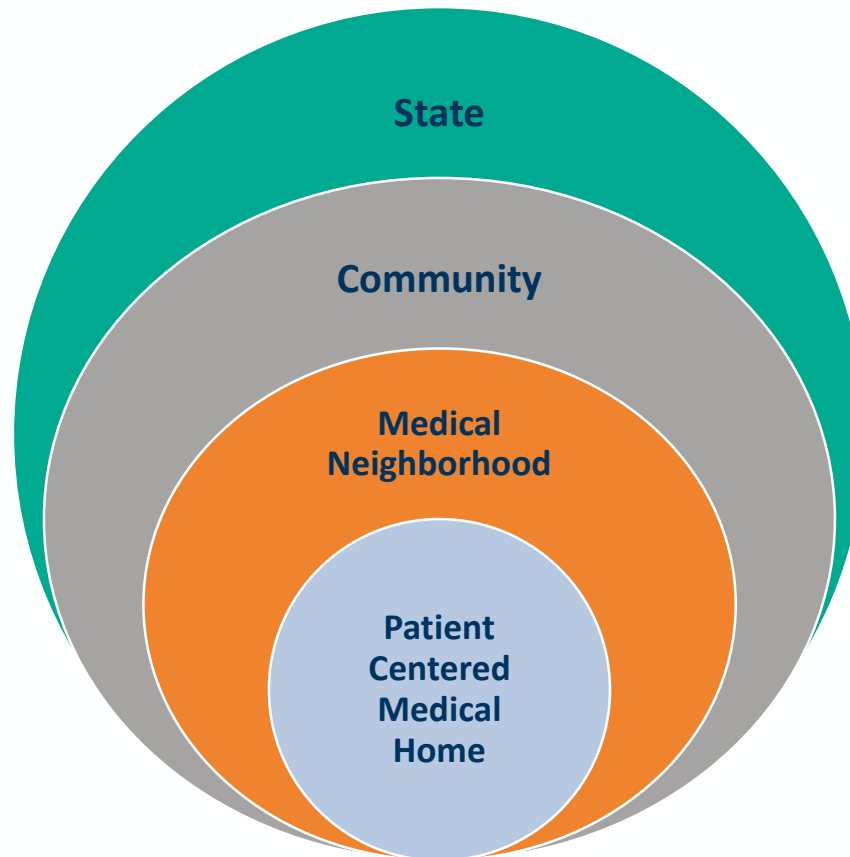 State
Community
Medical
Neighborhood
Patient
Centered
Medical
Home